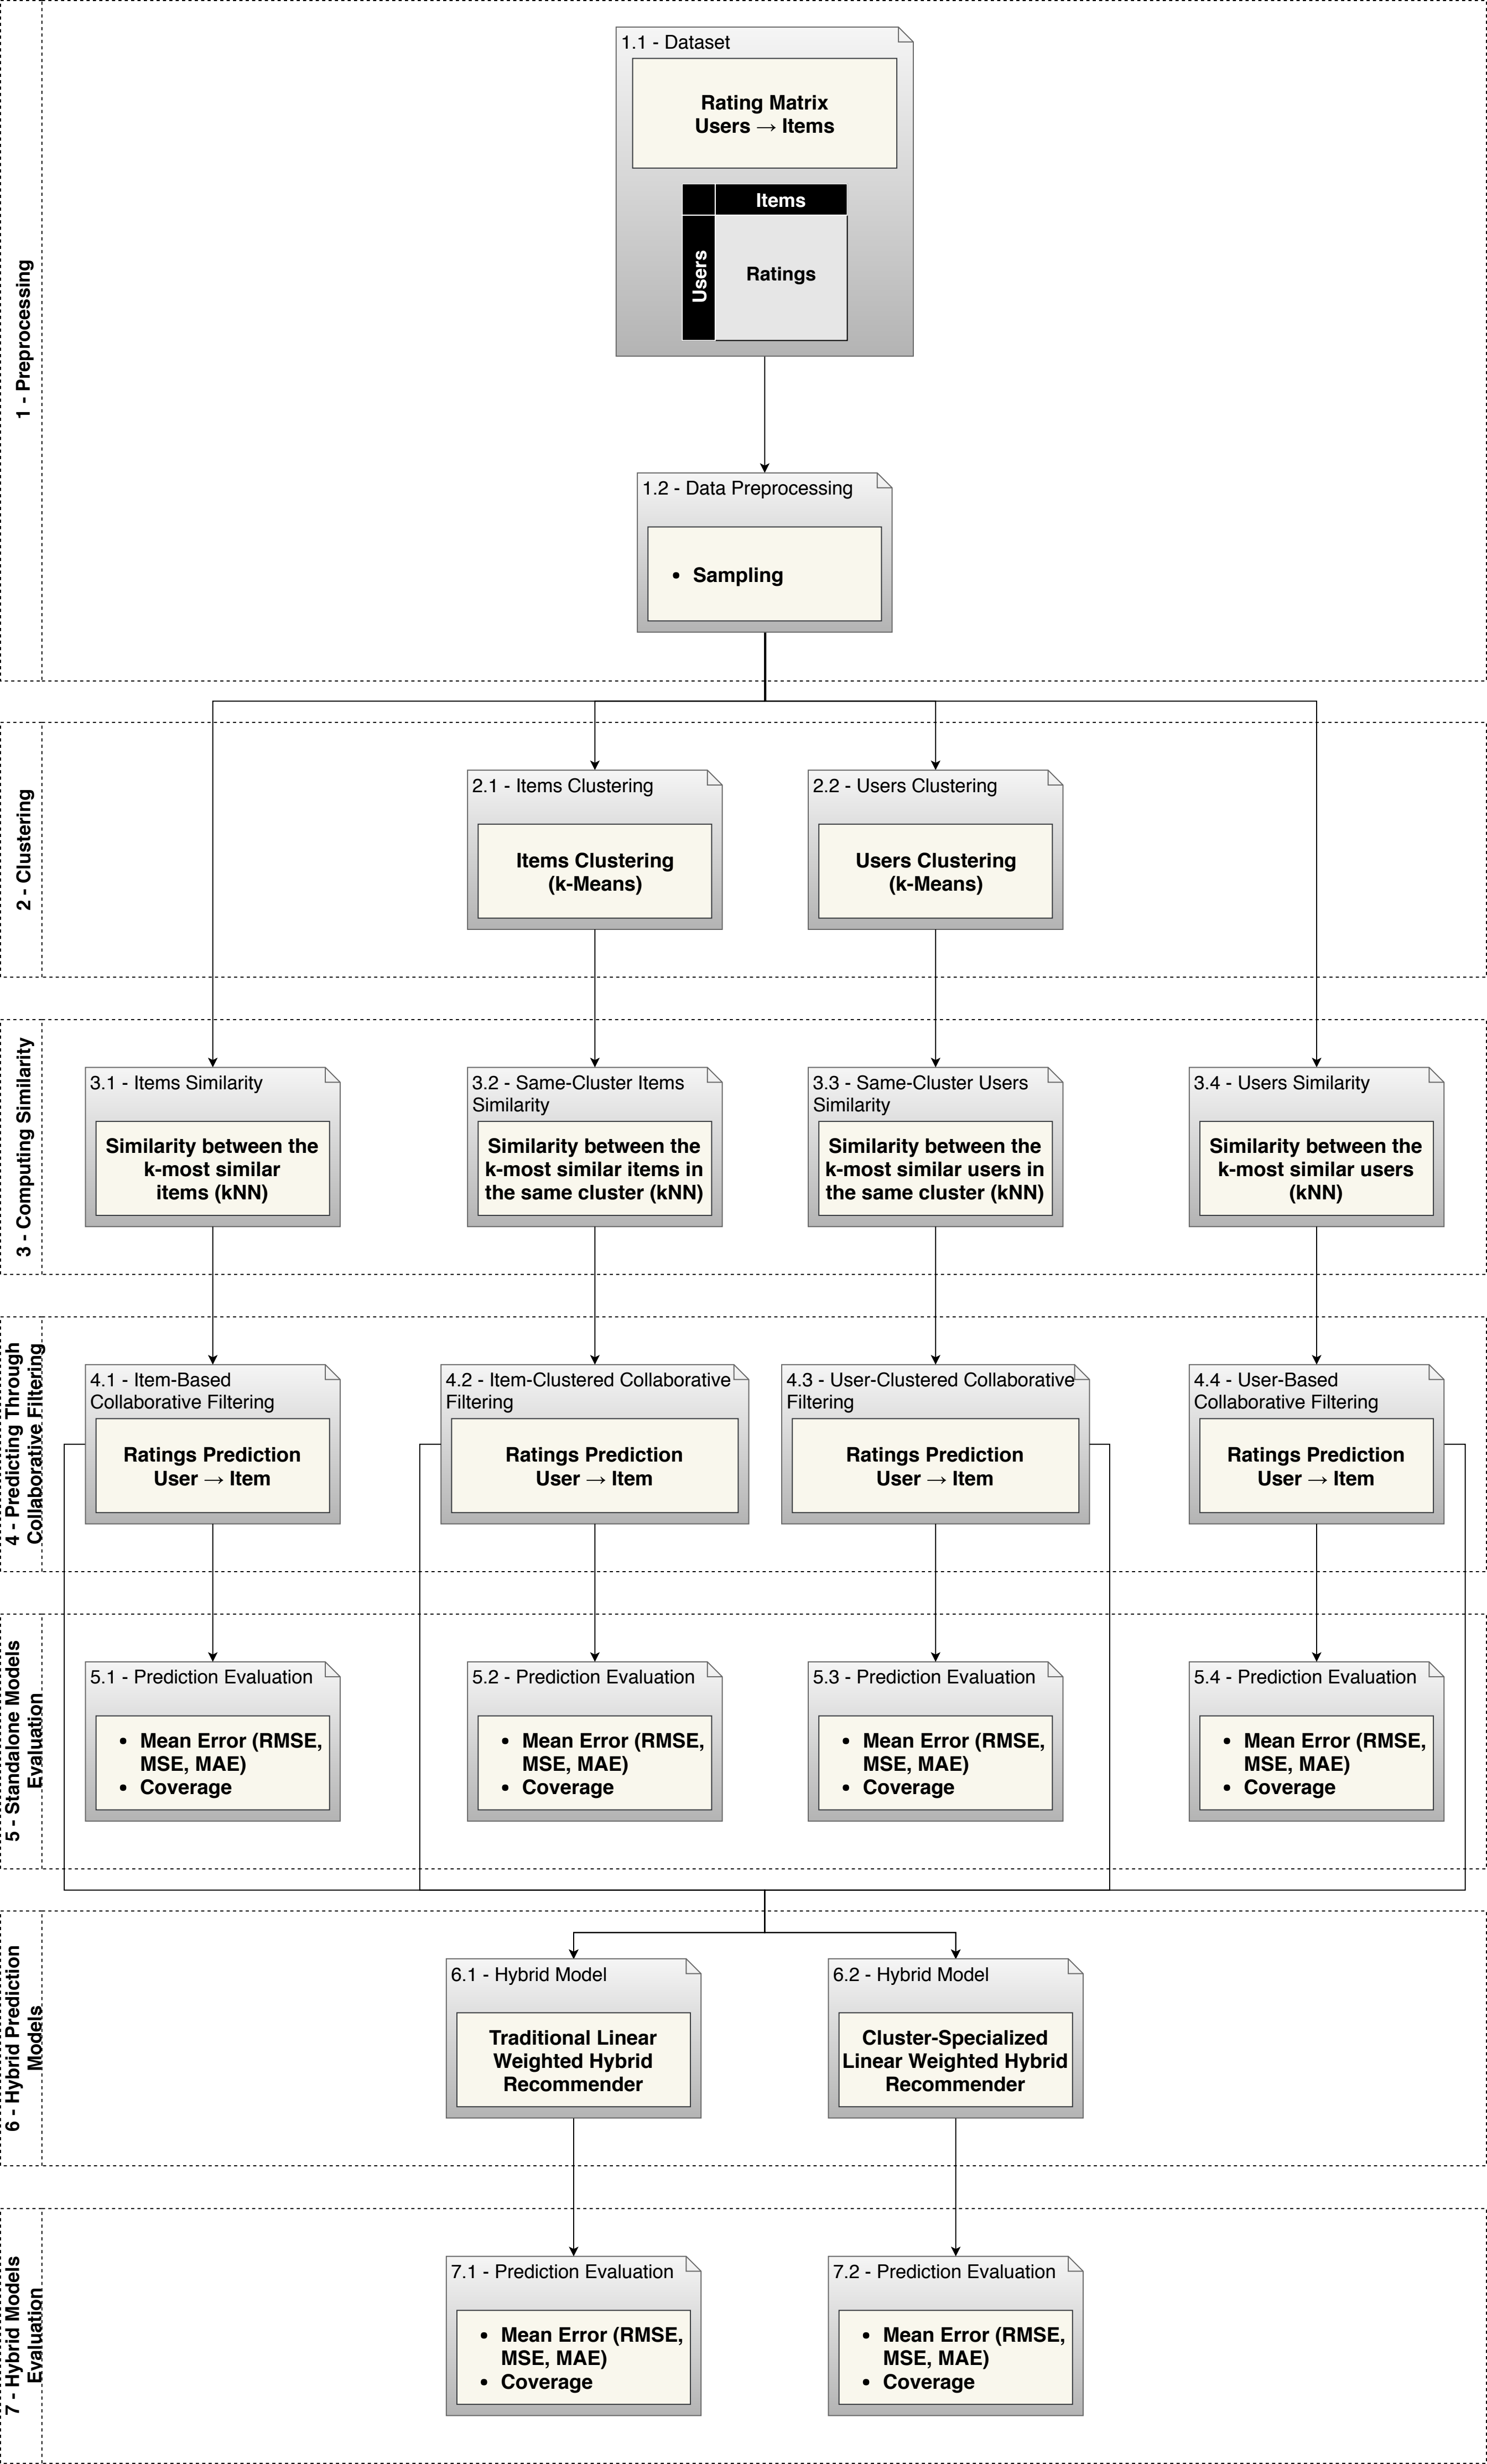 1 - Preprocessing
1.1 - Dataset
Rating Matrix
Users → Items
Items
Users
Ratings
1.2 - Data Preprocessing
• Sampling
2 - Clustering
2.1 - Items Clustering
Items Clustering
(k-Means)
2.2 - Users Clustering
Users Clustering
(k-Means)
3 - Computing Similarity
3.1 - Items Similarity
Similarity between the
k-most similar
items (kNN)
3.2 - Same-Cluster Items
Similarity
Similarity between the
k-most similar items in
the same cluster (kNN)
3.3 - Same-Cluster Users
Similarity
Similarity between the
k-most similar users in
the same cluster (kNN)
3.4 - Users Similarity
Similarity between the
k-most similar users
(kNN)
4 - Predicting Through
Collaborative Filtering
4.1 - Item-Based
Collaborative Filtering
Ratings Prediction
User → Item
4.2 - Item-Clustered Collaborative
Filtering
Ratings Prediction
User → Item
4.3 - User-Clustered Collaborative
Filtering
Ratings Prediction
User → Item
4.4 - User-Based
Collaborative Filtering
Ratings Prediction
User → Item
5 - Standalone Models
Evaluation
5.1 - Prediction Evaluation
• Mean Error (RMSE,
MSE, MAE)
• Coverage
5.2 - Prediction Evaluation
• Mean Error (RMSE,
MSE, MAE)
• Coverage
5.3 - Prediction Evaluation
• Mean Error (RMSE,
MSE, MAE)
• Coverage
5.4 - Prediction Evaluation
• Mean Error (RMSE,
MSE, MAE)
• Coverage
6 - Hybrid Prediction
Models
6.1 - Hybrid Model
Traditional Linear
Weighted Hybrid
Recommender
6.2 - Hybrid Model
Cluster-Specialized
Linear Weighted Hybrid
Recommender
7 - Hybrid Models
Evaluation
7.1 - Prediction Evaluation
• Mean Error (RMSE,
MSE, MAE)
• Coverage
7.2 - Prediction Evaluation
• Mean Error (RMSE,
MSE, MAE)
• Coverage